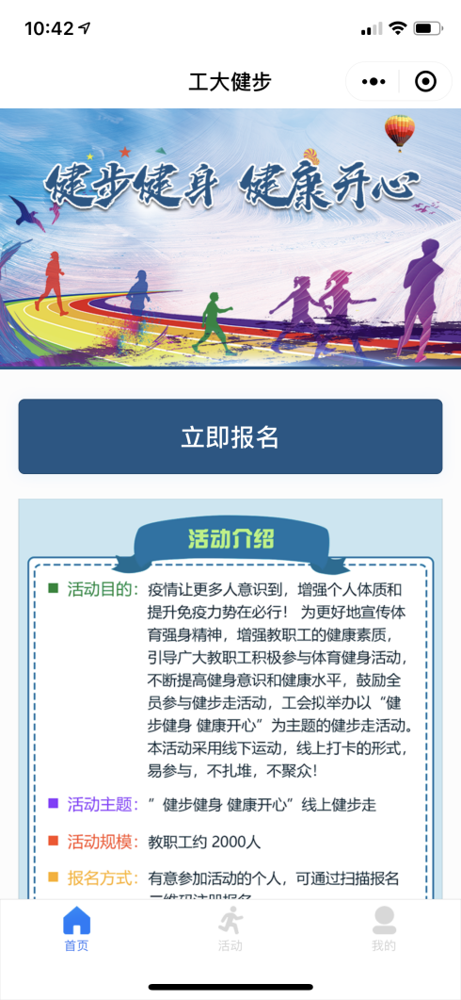 10:42
工大健步
健步健身 健康开心
立即报名
活动介绍
活动目的：疫情让更多人意识到，增强个人体质和
提升免疫力势在必行！ 为更好地宣传体
育强身精神，增强教职工的健康素质，
引导广大教职工积极参与体育健身活动，
不断提高健身意识和健康水平，鼓励全
员参与健步走活动，工会拟举办以“健
步健身 健康开心”为主题的健步走活动。
本活动采用线下运动，线上打卡的形式，
易参与，不扎堆，不聚众！
活动主题：”健步健身 健康开心”线上健步走
活动规模：教职工约 2000人
报名方式：有意参加活动的个人，可通过扫描报名
首页
活动
我的